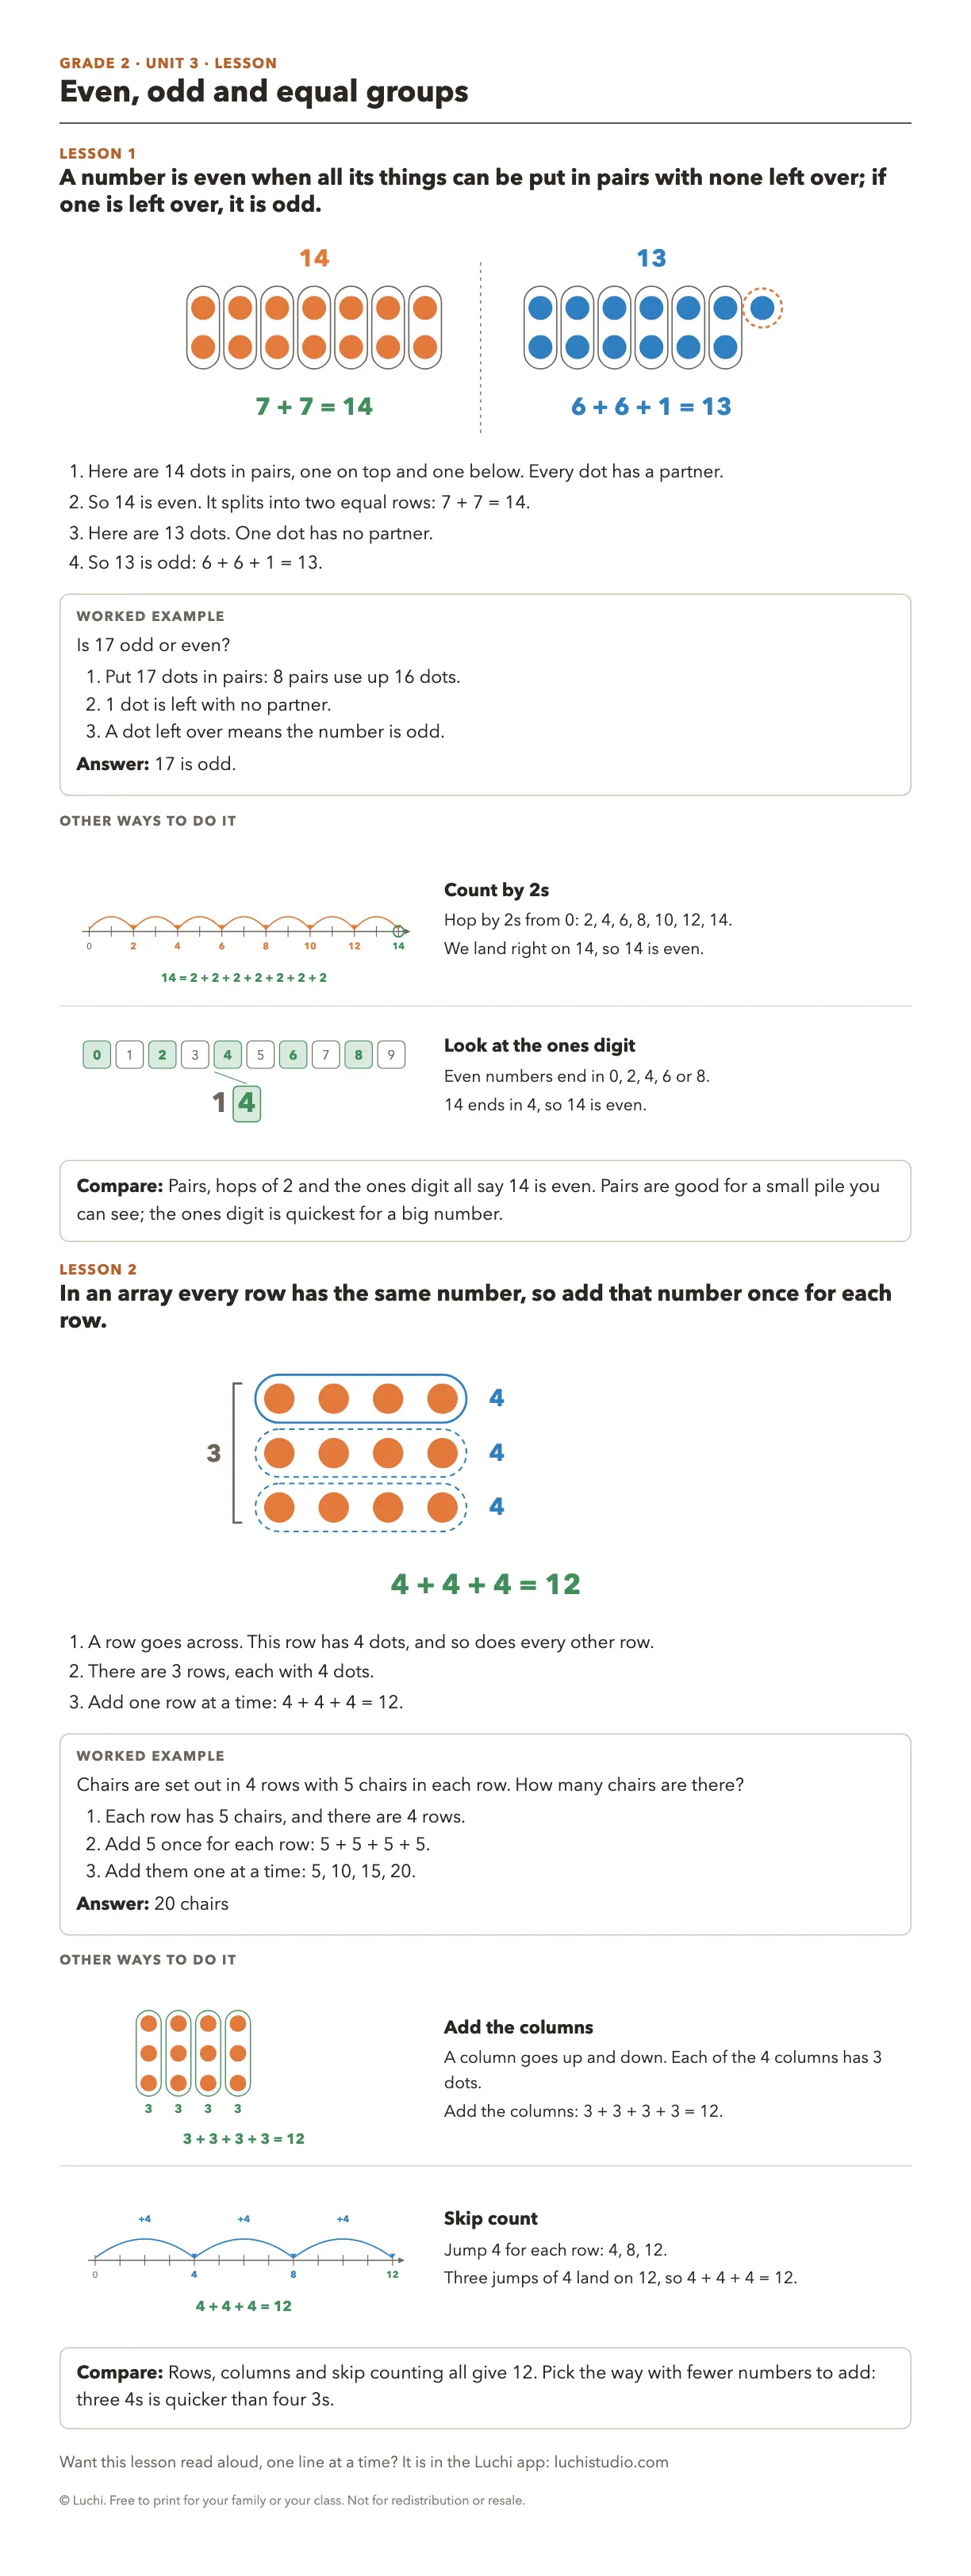 GRADE 2 · UNIT 3 · LESSON
Even, odd and equal groups
LESSON 1
A number is even when all its things can be put in pairs with none left over; if
one is left over, it is odd.
14
13
7 + 7 = 14
6 + 6 + 1 = 13
1. Here are 14 dots in pairs, one on top and one below. Every dot has a partner.
2. So 14 is even. It splits into two equal rows: 7 + 7 = 14.
3. Here are 13 dots. One dot has no partner.
4. So 13 is odd: 6 + 6 + 1 = 13.
WORKED EXAMPLE
Is 17 odd or even?
1. Put 17 dots in pairs: 8 pairs use up 16 dots.
2. 1 dot is left with no partner.
3. A dot left over means the number is odd.
Answer: 17 is odd.
OTHER WAYS TO DO IT
0 2 4 6 8 10 12 14
14 = 2 + 2 + 2 + 2 + 2 + 2 + 2
Count by 2s
Hop by 2s from 0: 2, 4, 6, 8, 10, 12, 14.
We land right on 14, so 14 is even.
0 1 2 3 4 5 6 7 8 9
1 4
Look at the ones digit
Even numbers end in 0, 2, 4, 6 or 8.
14 ends in 4, so 14 is even.
Compare: Pairs, hops of 2 and the ones digit all say 14 is even. Pairs are good for a small pile you
can see; the ones digit is quickest for a big number.
LESSON 2
In an array every row has the same number, so add that number once for each
row.
4
3 4
4
4 + 4 + 4 = 12
1. A row goes across. This row has 4 dots, and so does every other row.
2. There are 3 rows, each with 4 dots.
3. Add one row at a time: 4 + 4 + 4 = 12.
WORKED EXAMPLE
Chairs are set out in 4 rows with 5 chairs in each row. How many chairs are there?
1. Each row has 5 chairs, and there are 4 rows.
2. Add 5 once for each row: 5 + 5 + 5 + 5.
3. Add them one at a time: 5, 10, 15, 20.
Answer: 20 chairs
OTHER WAYS TO DO IT
3 3 3 3
3 + 3 + 3 + 3 = 12
Add the columns
A column goes up and down. Each of the 4 columns has 3
dots.
Add the columns: 3 + 3 + 3 + 3 = 12.
+4 +4 +4
0 4 8 12
4 + 4 + 4 = 12
Skip count
Jump 4 for each row: 4, 8, 12.
Three jumps of 4 land on 12, so 4 + 4 + 4 = 12.
Compare: Rows, columns and skip counting all give 12. Pick the way with fewer numbers to add:
three 4s is quicker than four 3s.
Want this lesson read aloud, one line at a time? It is in the Luchi app: luchistudio.com
© Luchi. Free to print for your family or your class. Not for redistribution or resale.